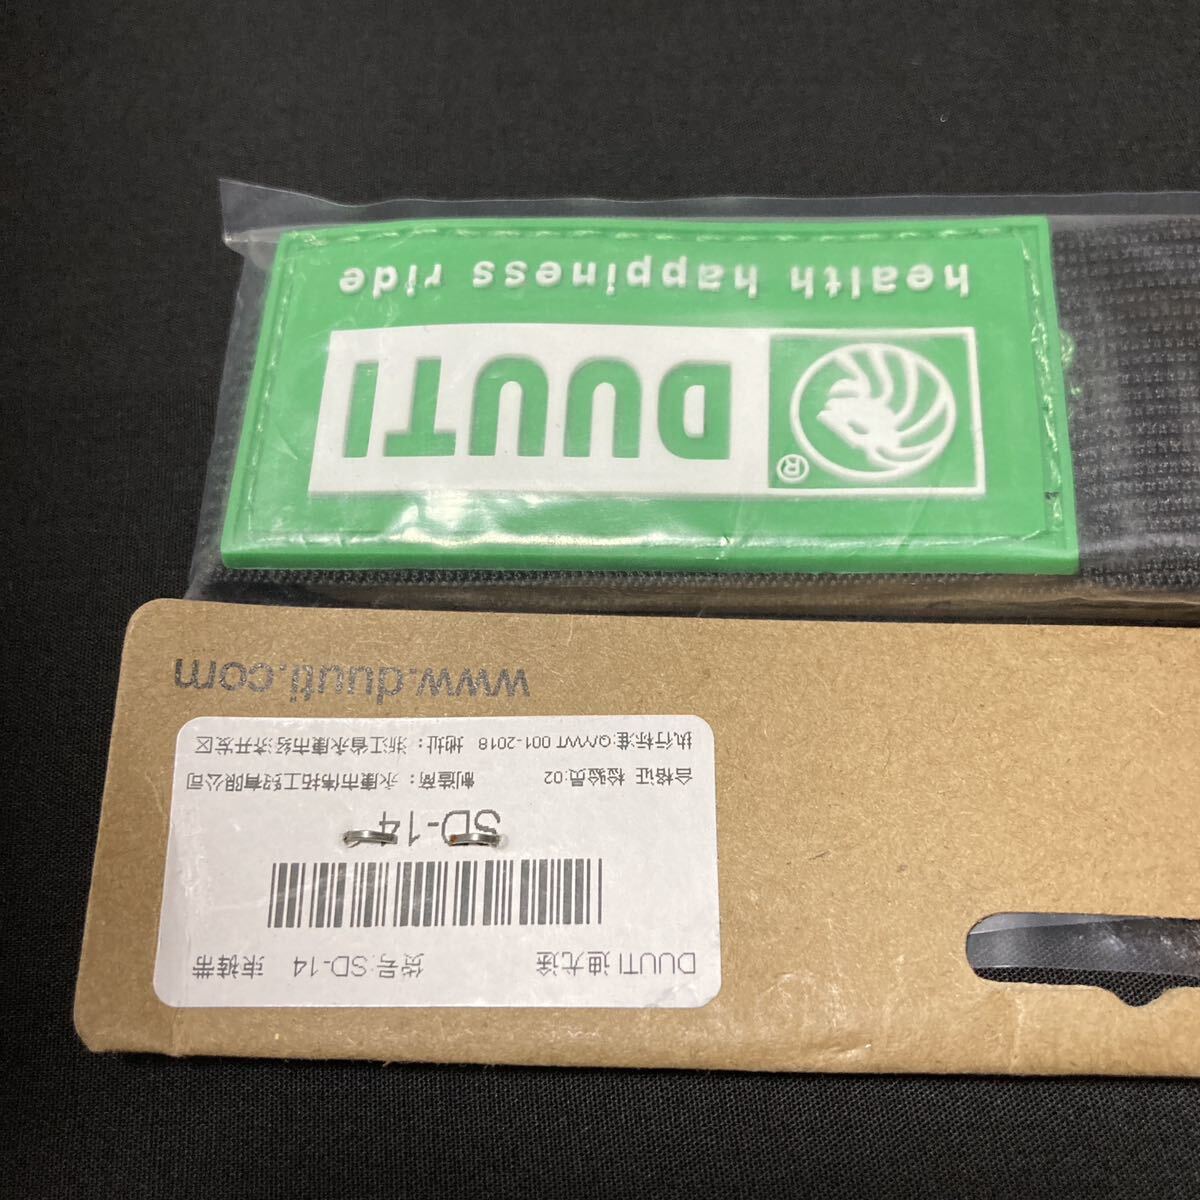 DUUTI 迪尤途 货号:SD-14 束裤带
SD-14
合格证 检验员:02 制造商：永康市伟拓工贸有限公司
执行标准:Q/YWT 001-2018 地址：浙江省永康市经济开发区
www.duuti.com
® DUUTI
health happiness ride